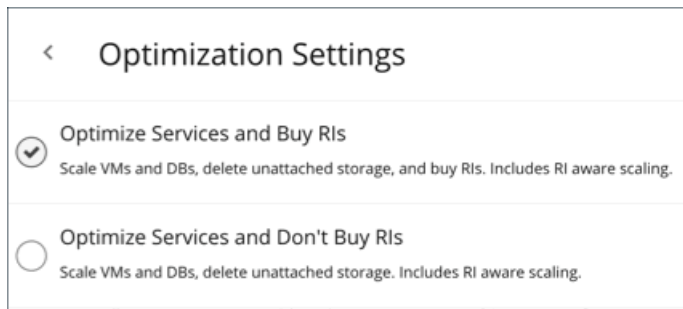 Optimization Settings
Optimize Services and Buy RIs
Scale VMs and DBs, delete unattached storage, and buy RIs. Includes RI aware scaling.
Optimize Services and Don't Buy RIs
Scale VMs and DBs, delete unattached storage. Includes RI aware scaling.